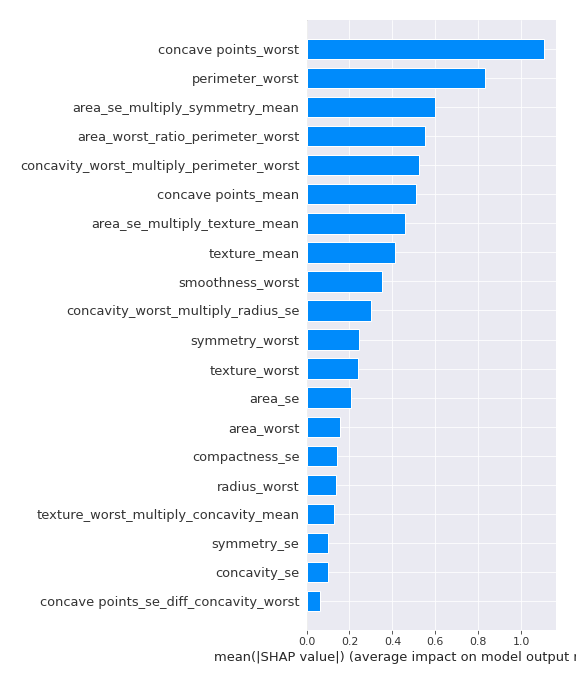 concave points_worst
perimeter_worst
area_se_multiply_symmetry_mean
area_worst_ratio_perimeter_worst
concavity_worst_multiply_perimeter_worst
concave points_mean
area_se_multiply_texture_mean
texture_mean
smoothness_worst
concavity_worst_multiply_radius_se
symmetry_worst
texture_worst
area_se
area_worst
compactness_se
radius_worst
texture_worst_multiply_concavity_mean
symmetry_se
concavity_se
concave points_se_diff_concavity_worst
0.0 0.2 0.4 0.6 0.8 1.0
mean(|SHAP value|) (average impact on model output